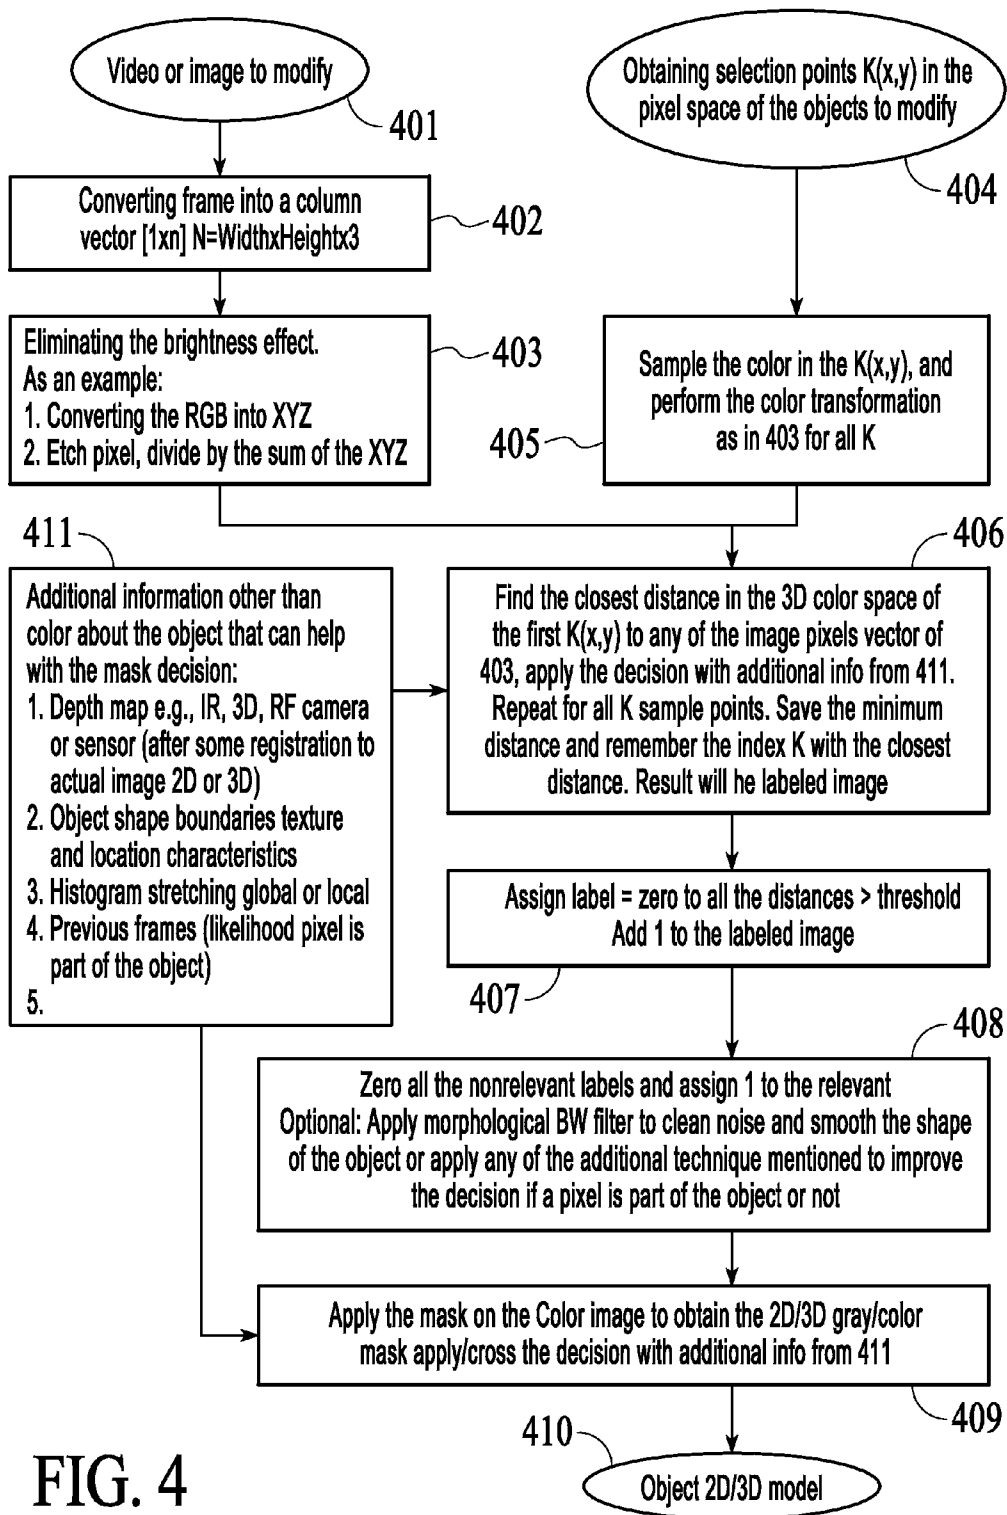 Video or image to modify
401
Converting frame into a column
vector [1xn] N=WidthxHeightx3
402
Eliminating the brightness effect.
As an example:
1. Converting the RGB into XYZ
2. Etch pixel, divide by the sum of the XYZ
403
Obtaining selection points K(x,y) in the
pixel space of the objects to modify
404
Sample the color in the K(x,y), and
perform the color transformation
as in 403 for all K
405
411
Additional information other than
color about the object that can help
with the mask decision:
1. Depth map e.g., IR, 3D, RF camera
or sensor (after some registration to
actual image 2D or 3D)
2. Object shape boundaries texture
and location characteristics
3. Histogram stretching global or local
4. Previous frames (likelihood pixel is
part of the object)
5.
406
Find the closest distance in the 3D color space of
the first K(x,y) to any of the image pixels vector of
403, apply the decision with additional info from 411.
Repeat for all K sample points. Save the minimum
distance and remember the index K with the closest
distance. Result will he labeled image
Assign label = zero to all the distances > threshold
Add 1 to the labeled image
407
408
Zero all the nonrelevant labels and assign 1 to the relevant
Optional: Apply morphological BW filter to clean noise and smooth the shape
of the object or apply any of the additional technique mentioned to improve
the decision if a pixel is part of the object or not
Apply the mask on the Color image to obtain the 2D/3D gray/color
mask apply/cross the decision with additional info from 411
409
410
Object 2D/3D model
FIG. 4